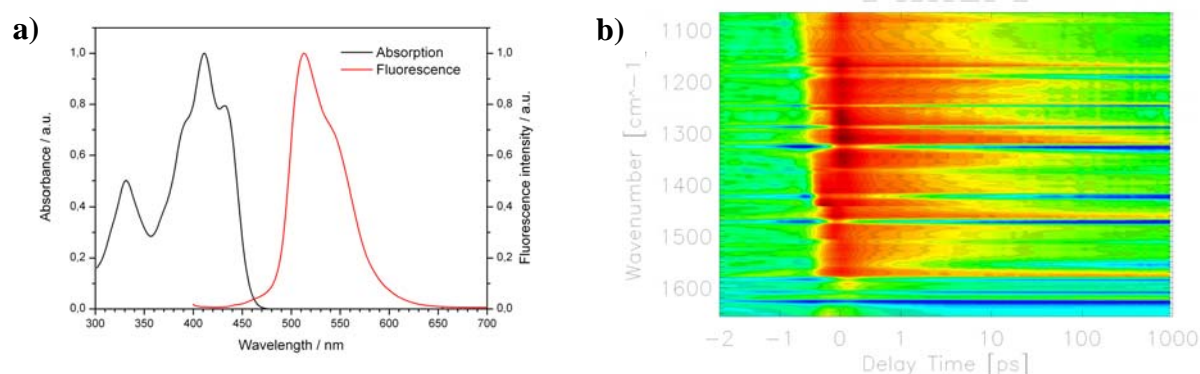 a)
Absorption
Fluorescence
1,0
0,8
0,6
0,4
0,2
0,0
Absorbance / a.u.
1,0
0,8
0,6
0,4
0,2
0,0
Fluorescence intensity / a.u.
300 350 400 450 500 550 600 650 700
Wavelength / nm
b)
1100
1200
1300
1400
1500
1600
Wavenumber [cm^-1]
-2 -1 0 1 10 100 1000
Delay Time [ps]